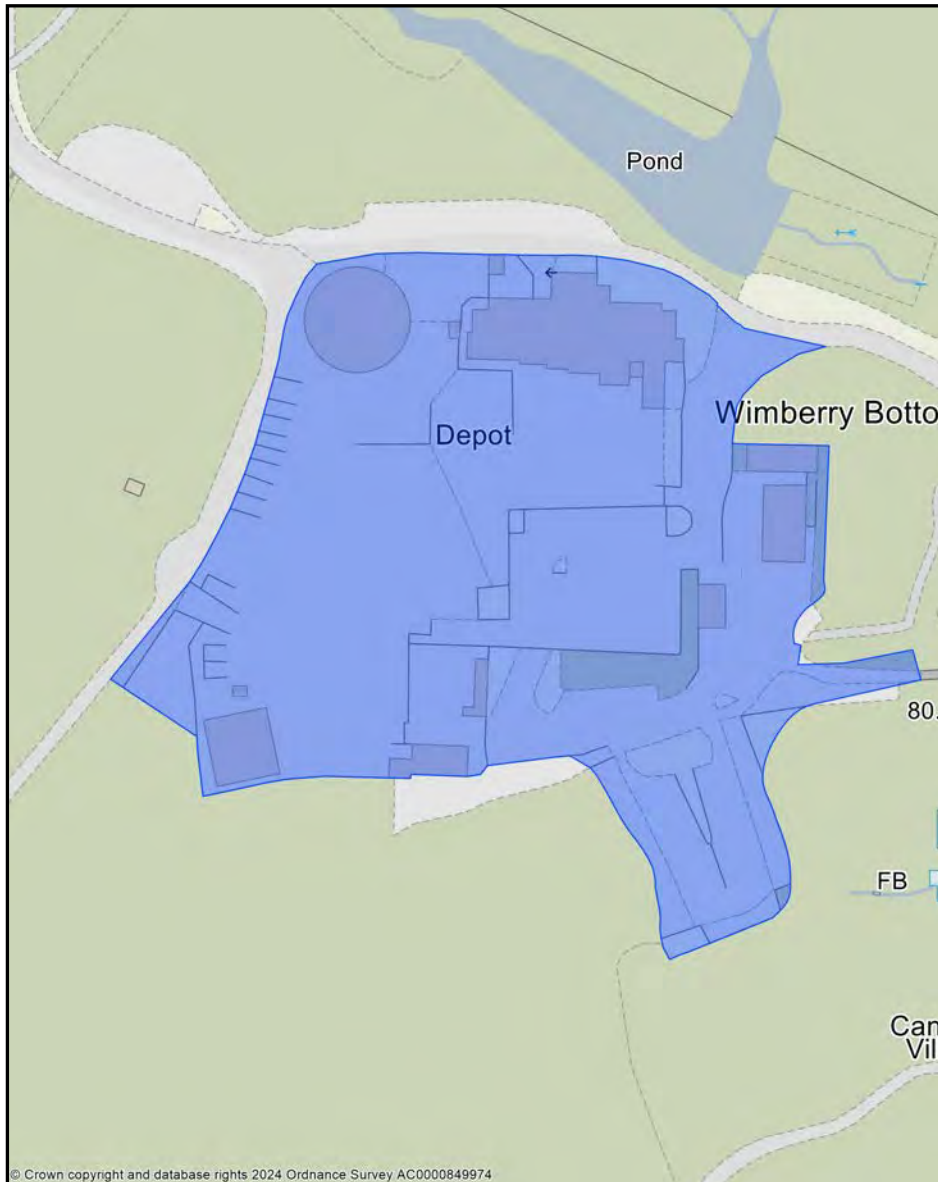 Pond
Wimberry Botto
Depot
80.
FB
Can
Vil
© Crown copyright and database rights 2024 Ordnance Survey AC0000849974